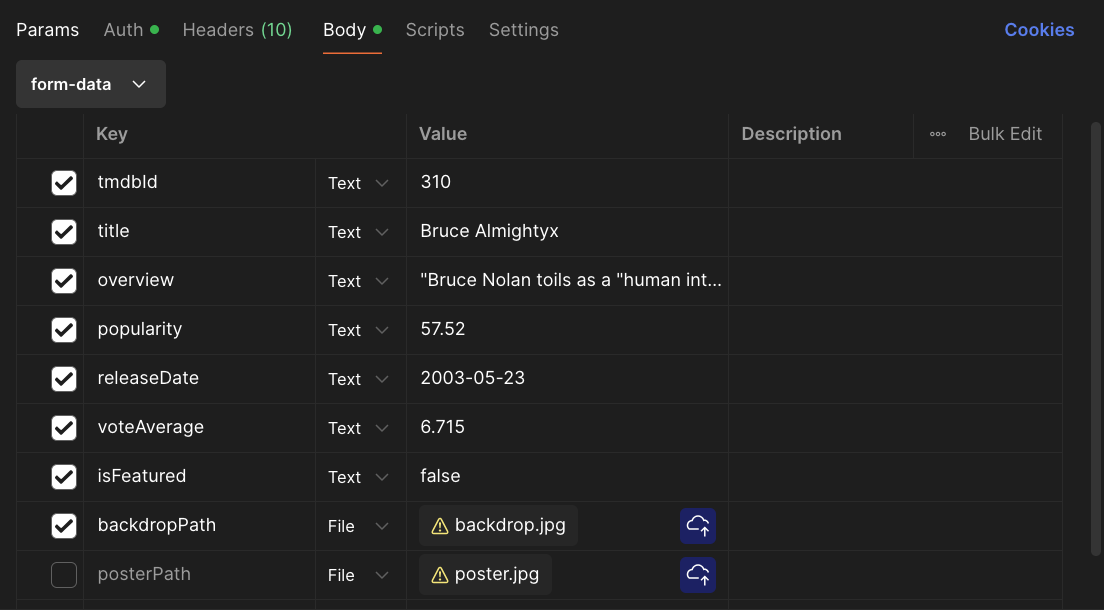 Params Auth Headers (10) Body Scripts Settings Cookies
form-data
Key Value Description Bulk Edit
tmdbId Text 310
title Text Bruce Almightyx
overview Text "Bruce Nolan toils as a "human int...
popularity Text 57.52
releaseDate Text 2003-05-23
voteAverage Text 6.715
isFeatured Text false
backdropPath File backdrop.jpg
posterPath File poster.jpg